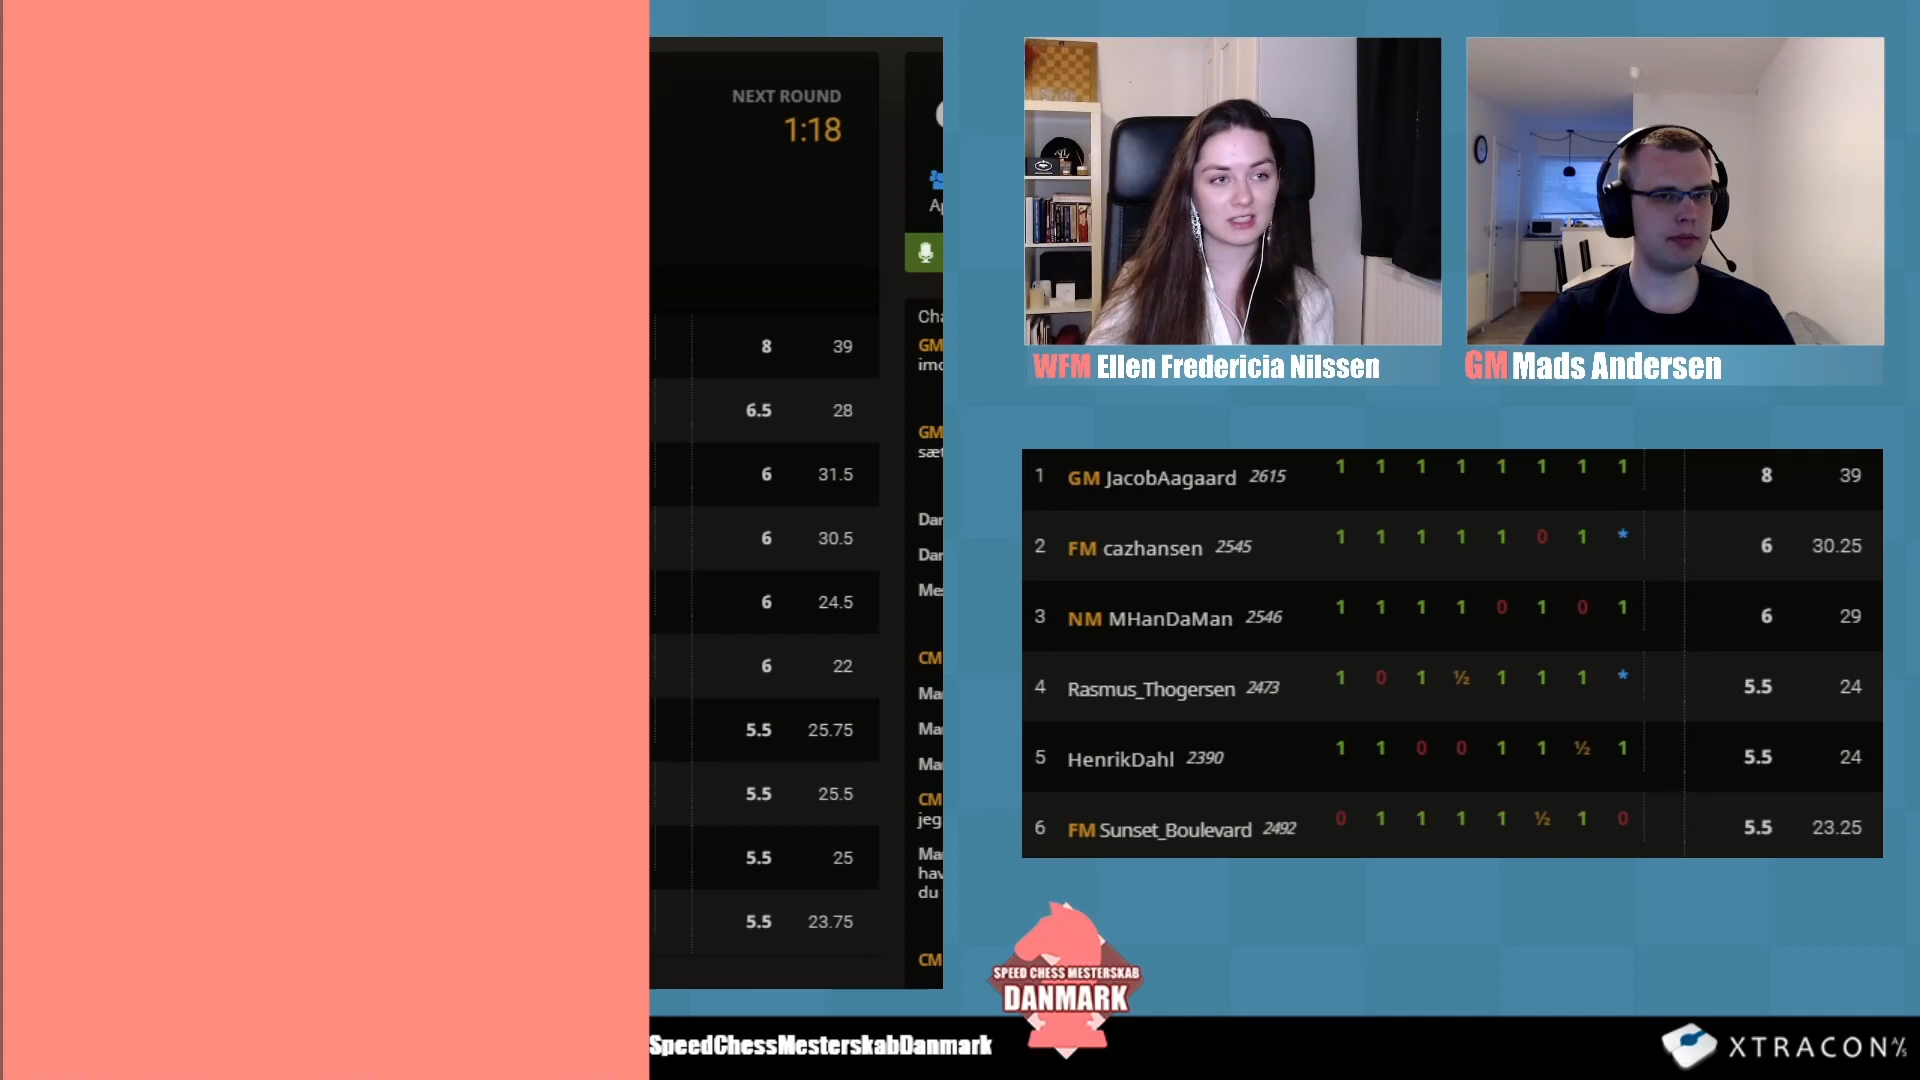 NEXT ROUND
1:18
8 39
6.5 28
6 31.5
6 30.5
6 24.5
6 22
5.5 25.75
5.5 25.5
5.5 25
5.5 23.75
GM
GM
CM
CM
jeg
du
CM
WFM Ellen Fredericia Nilssen
GM Mads Andersen
1 GM JacobAagaard 2615 1 1 1 1 1 1 1 1 8 39
2 FM cazhansen 2545 1 1 1 1 1 0 1 * 6 30.25
3 NM MHanDaMan 2546 1 1 1 1 0 1 0 1 6 29
4 Rasmus_Thogersen 2473 1 0 1 ½ 1 1 1 * 5.5 24
5 HenrikDahl 2390 1 1 0 0 1 1 ½ 1 5.5 24
6 FM Sunset_Boulevard 2492 0 1 1 1 1 ½ 1 0 5.5 23.25
SPEED CHESS MESTERSKAB
DANMARK
SpeedChessMesterskabDanmark
XTRACON A/S